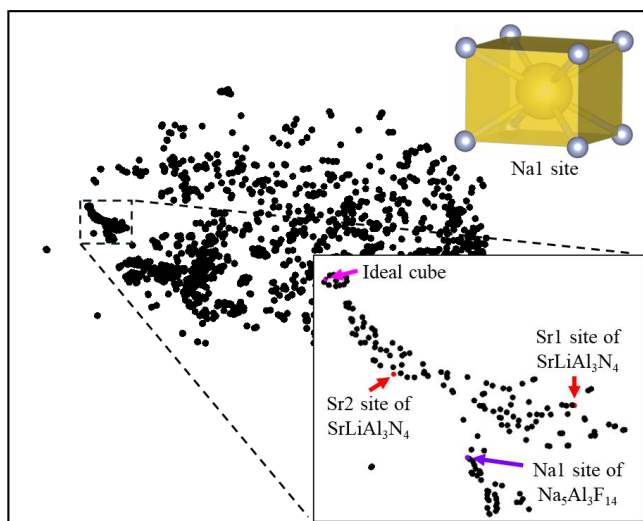 Na1 site
Ideal cube
Sr1 site of
SrLiAl₃N₄
Sr2 site of
SrLiAl₃N₄
Na1 site of
Na₅Al₃F₁₄